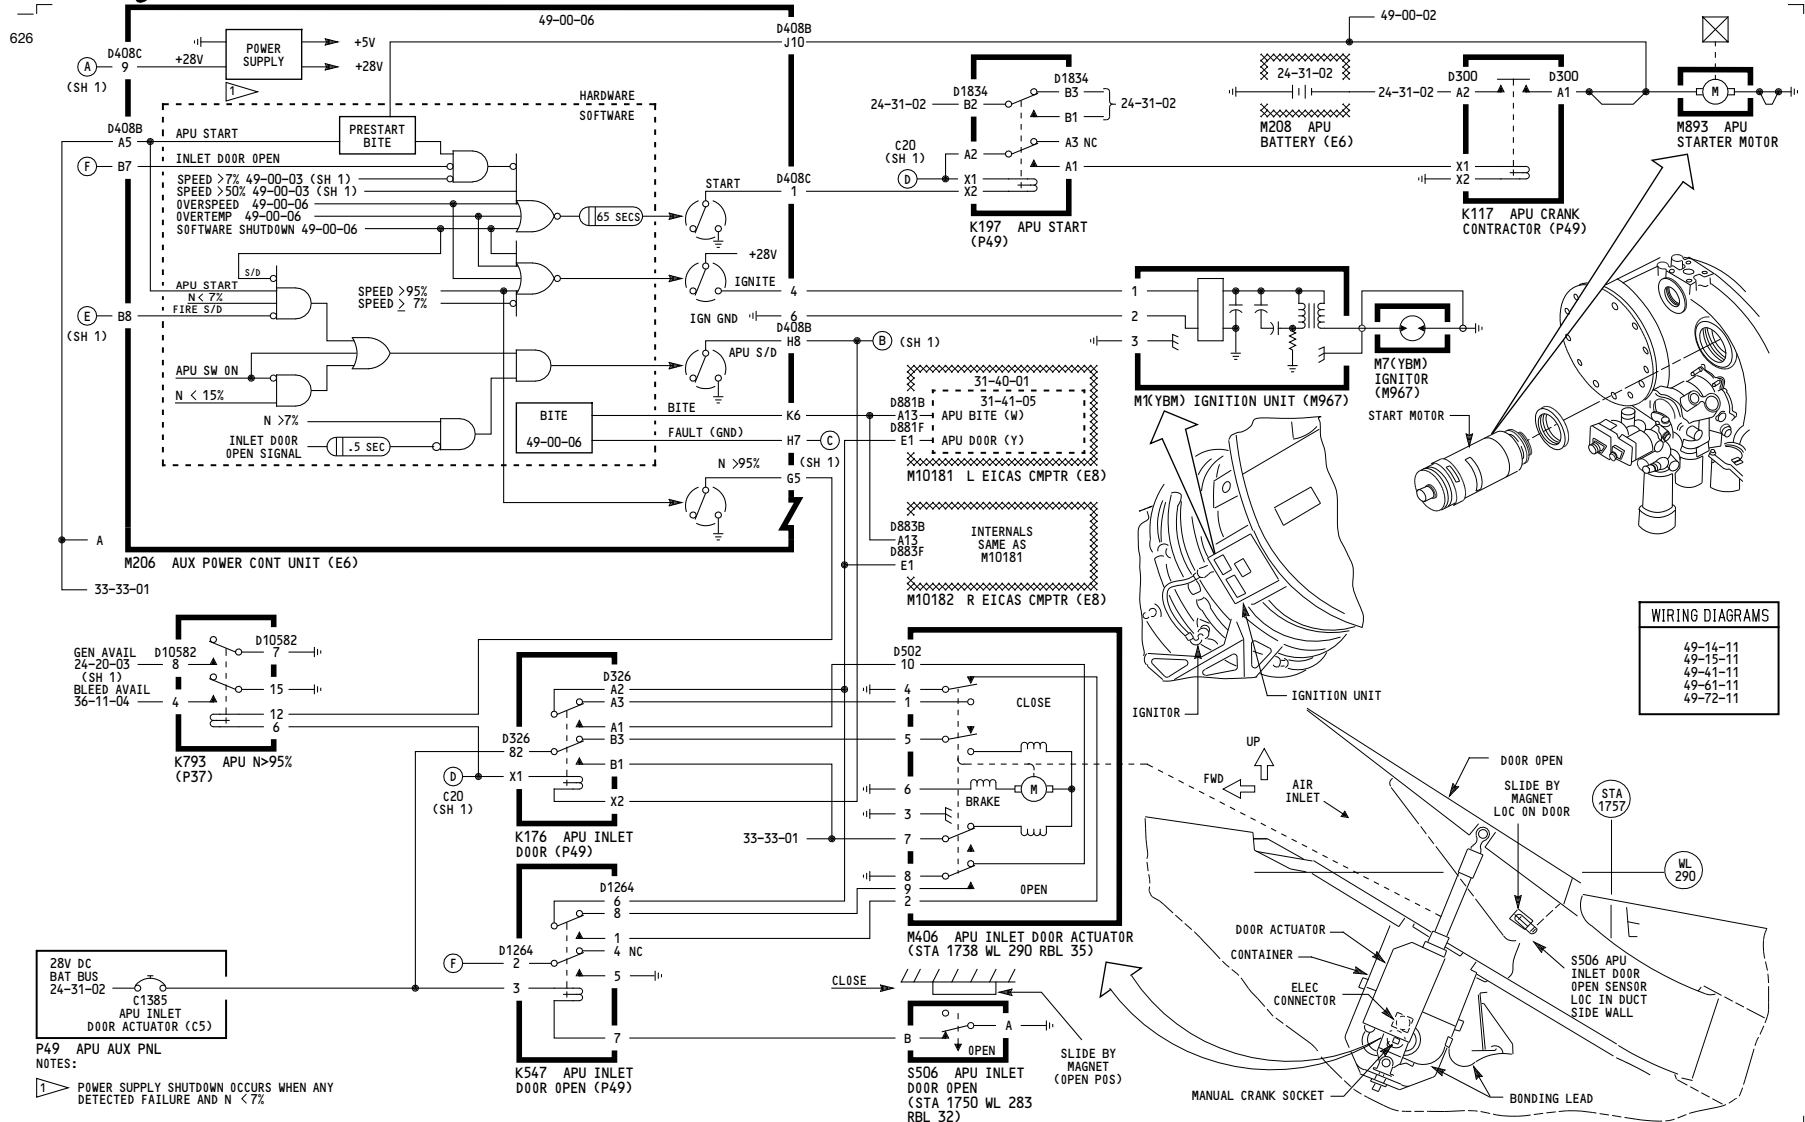 626
49-00-06
D408B
J10
49-00-02
D408C
A
9
(SH 1)
+28V
POWER
SUPPLY
+5V
+28V
1
HARDWARE
SOFTWARE
D408B
A5
APU START
PRESTART
BITE
F
B7
INLET DOOR OPEN
SPEED >7% 49-00-03 (SH 1)
SPEED >50% 49-00-03 (SH 1)
OVERSPEED 49-00-06
OVERTEMP 49-00-06
SOFTWARE SHUTDOWN 49-00-06
65 SECS
START
D408C
1
S/D
APU START
N < 7%
FIRE S/D
E
B8
(SH 1)
SPEED >95%
SPEED ≥ 7%
+28V
IGNITE
4
IGN GND
6
D408B
H8
APU S/D
B
(SH 1)
APU SW ON
N < 15%
N >7%
INLET DOOR
OPEN SIGNAL
.5 SEC
BITE
49-00-06
BITE
K6
FAULT (GND)
H7
C
(SH 1)
N >95%
G5
A
M206 AUX POWER CONT UNIT (E6)
33-33-01
24-31-02
D1834
B2
D1834
B3
B1
24-31-02
C20
(SH 1)
A2
A3 NC
A1
D
X1
X2
K197 APU START
(P49)
24-31-02
M208 APU
BATTERY (E6)
24-31-02
D300
A2
D300
A1
X1
X2
K117 APU CRANK
CONTRACTOR (P49)
M
M893 APU
STARTER MOTOR
1
2
3
M1(YBM) IGNITION UNIT (M967)
M7(YBM)
IGNITOR
(M967)
START MOTOR
31-40-01
31-41-05
D881B
A13
APU BITE (W)
D881F
E1
APU DOOR (Y)
M10181 L EICAS CMPTR (E8)
D883B
A13
D883F
E1
INTERNALS
SAME AS
M10181
M10182 R EICAS CMPTR (E8)
IGNITOR
IGNITION UNIT
WIRING DIAGRAMS
49-14-11
49-15-11
49-41-11
49-61-11
49-72-11
GEN AVAIL
24-20-03
(SH 1)
BLEED AVAIL
36-11-04
D10582
8
4
D10582
7
15
12
6
K793 APU N>95%
(P37)
D326
A2
A3
A1
B3
B1
X2
D326
82
D
X1
C20
(SH 1)
K176 APU INLET
DOOR (P49)
33-33-01
D502
10
4
1
5
6
3
7
8
9
2
CLOSE
BRAKE
M
OPEN
M406 APU INLET DOOR ACTUATOR
(STA 1738 WL 290 RBL 35)
D1264
6
8
1
4 NC
5
7
F
D1264
2
3
K547 APU INLET
DOOR OPEN (P49)
28V DC
BAT BUS
24-31-02
C1385
APU INLET
DOOR ACTUATOR (C5)
P49 APU AUX PNL
NOTES:
1
POWER SUPPLY SHUTDOWN OCCURS WHEN ANY
DETECTED FAILURE AND N <7%
CLOSE
B
A
OPEN
S506 APU INLET
DOOR OPEN
(STA 1750 WL 283
RBL 32)
SLIDE BY
MAGNET
(OPEN POS)
UP
FWD
AIR
INLET
DOOR OPEN
SLIDE BY
MAGNET
LOC ON DOOR
STA
1757
WL
290
DOOR ACTUATOR
CONTAINER
ELEC
CONNECTOR
S506 APU
INLET DOOR
OPEN SENSOR
LOC IN DUCT
SIDE WALL
MANUAL CRANK SOCKET
BONDING LEAD